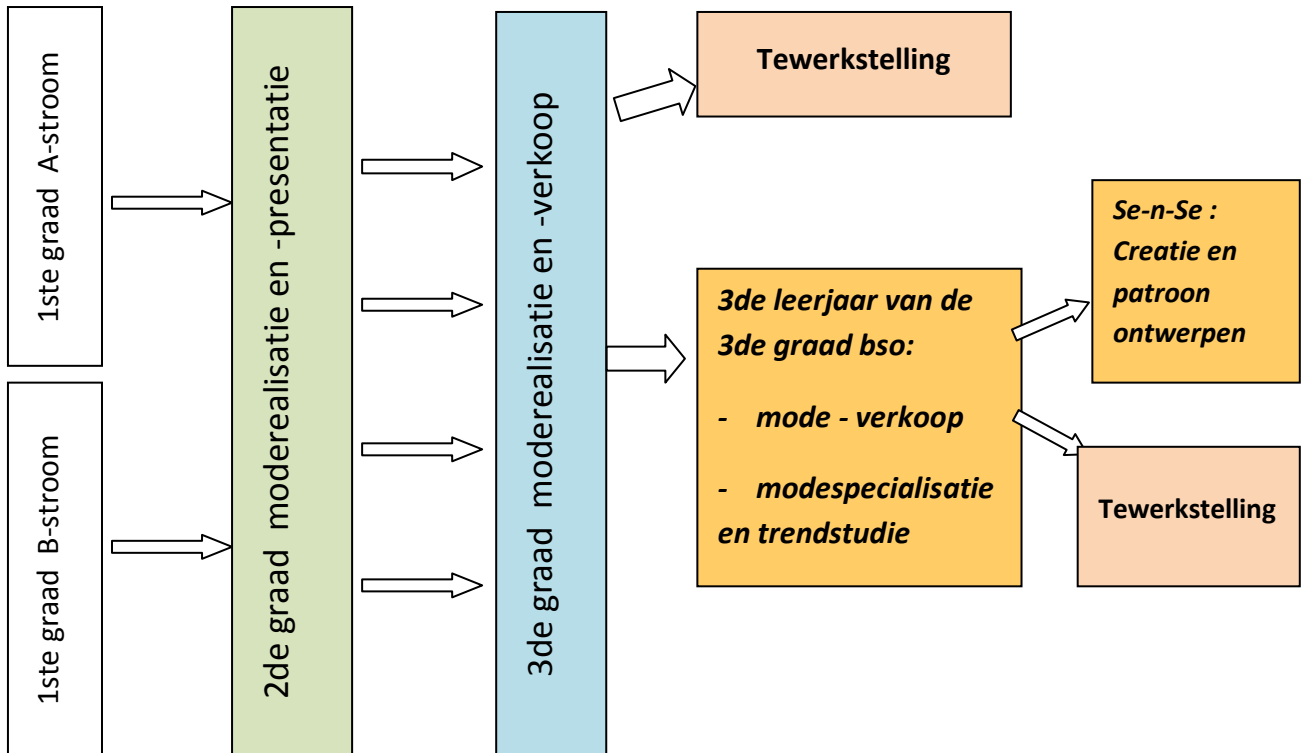 1ste graad A-stroom
1ste graad B-stroom
2de graad moderealisatie en -presentatie
3de graad moderealisatie en -verkoop
Tewerkstelling
3de leerjaar van de
3de graad bso:
- mode - verkoop
- modespecialisatie
en trendstudie
Se-n-Se :
Creatie en
patroon
ontwerpen
Tewerkstelling